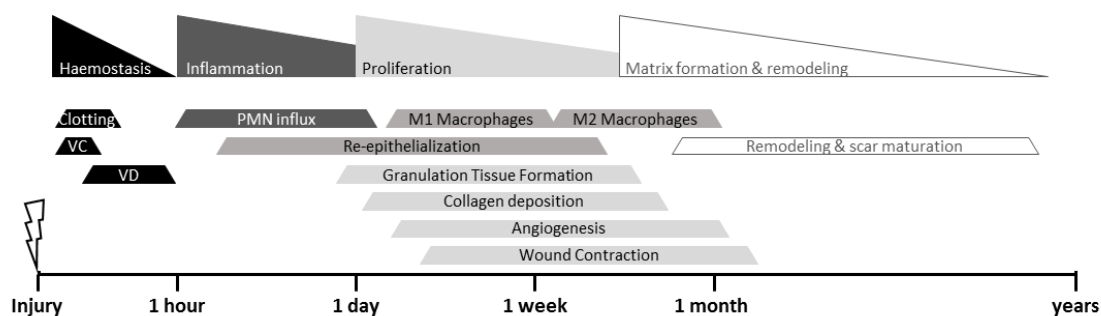 Haemostasis
Inflammation
Proliferation
Matrix formation & remodeling
Clotting
PMN influx
M1 Macrophages
M2 Macrophages
VC
Re-epithelialization
Remodeling & scar maturation
VD
Granulation Tissue Formation
Collagen deposition
Angiogenesis
Wound Contraction
Injury
1 hour
1 day
1 week
1 month
years